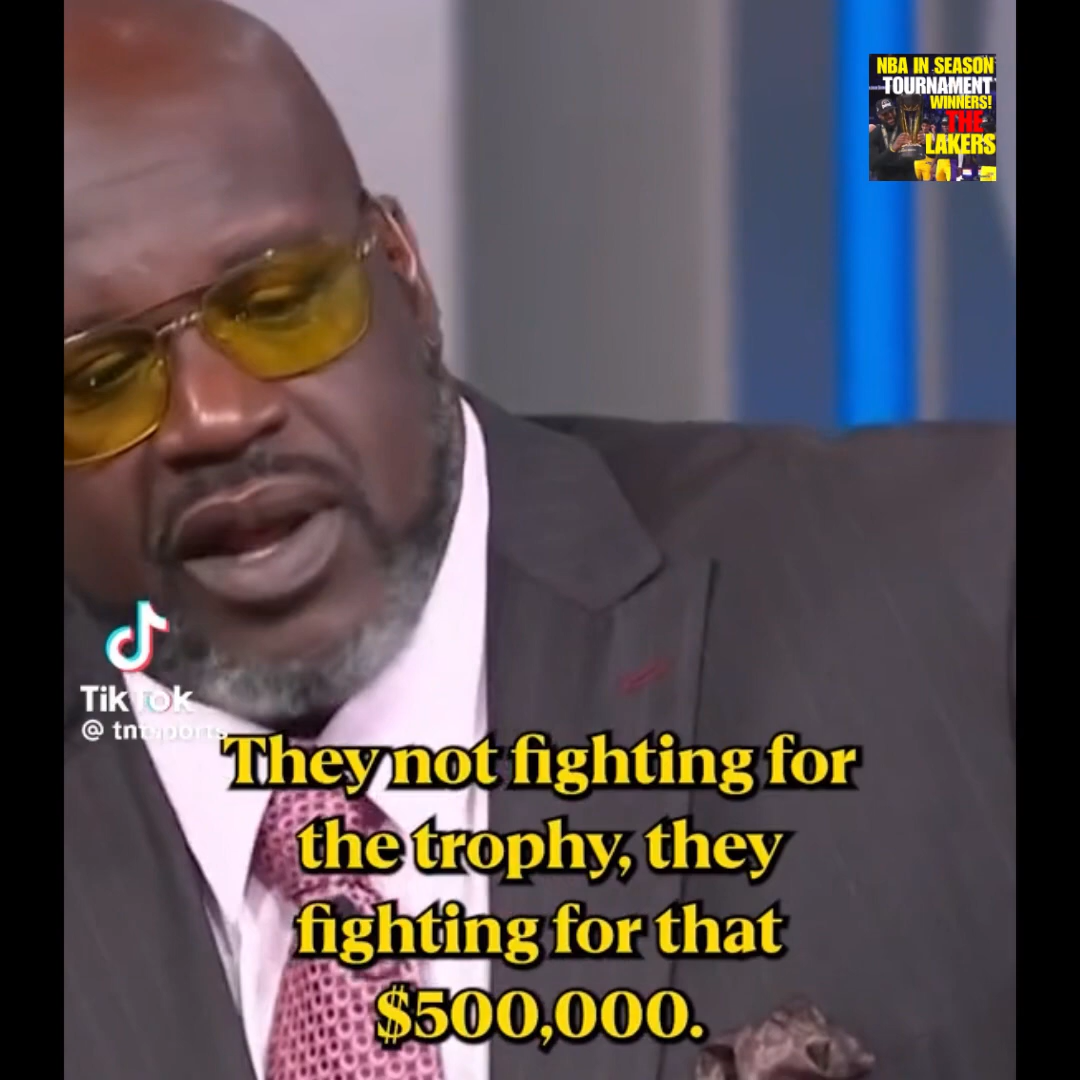 NBA IN SEASON
TOURNAMENT
WINNERS!
THE
LAKERS
TikTok
@ tntsports
They not fighting for
the trophy, they
fighting for that
$500,000.